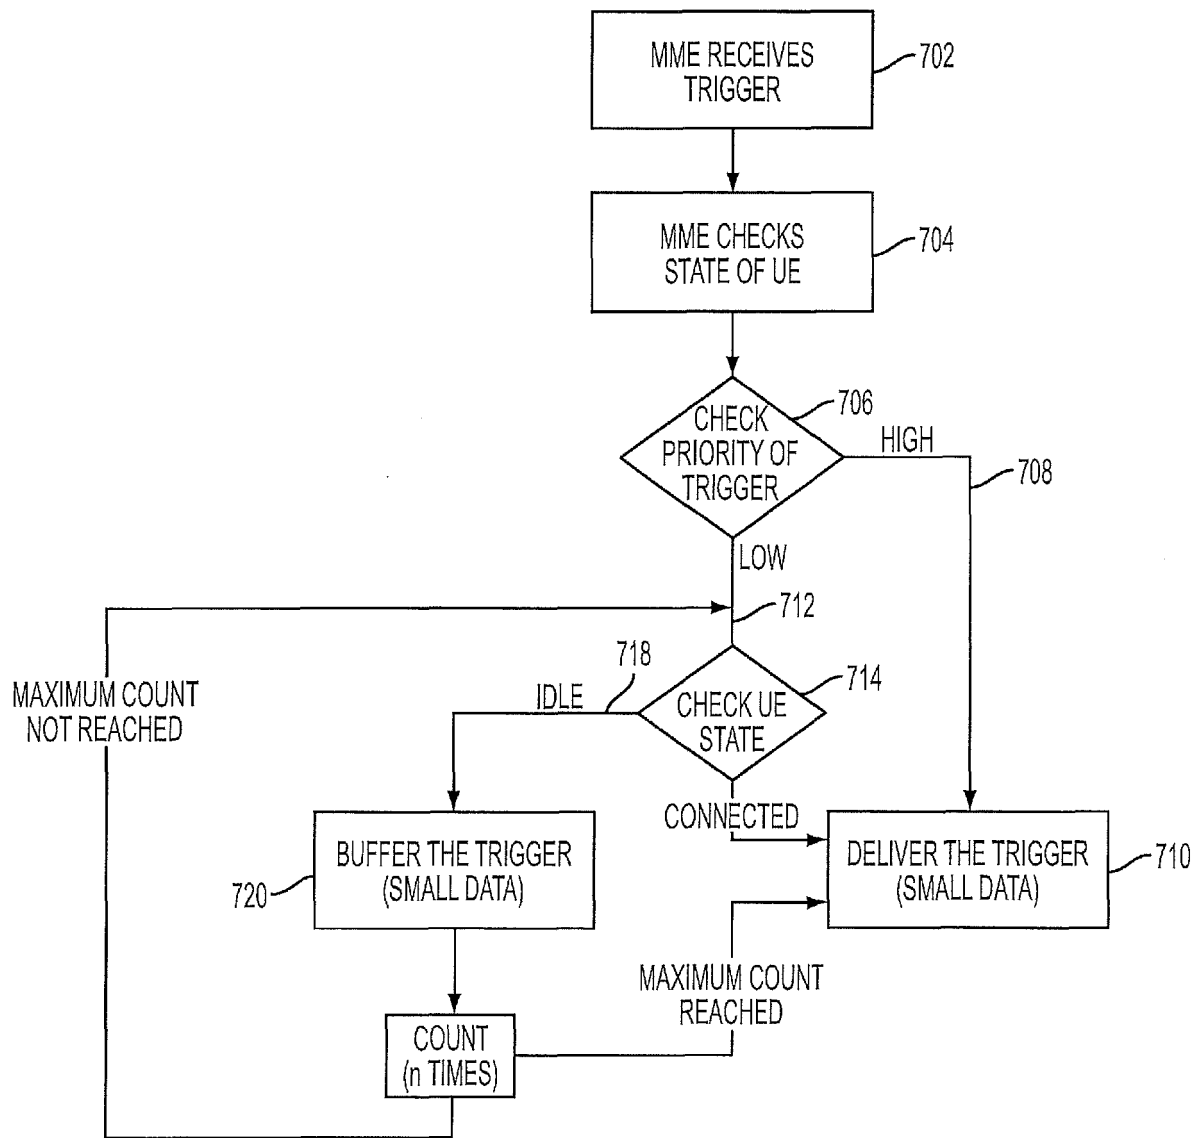 MME RECEIVES
TRIGGER
702
MME CHECKS
STATE OF UE
704
CHECK
PRIORITY OF
TRIGGER
706
HIGH
708
LOW
712
718
IDLE
714
CHECK UE
STATE
MAXIMUM COUNT
NOT REACHED
CONNECTED
BUFFER THE TRIGGER
(SMALL DATA)
720
DELIVER THE TRIGGER
(SMALL DATA)
710
MAXIMUM COUNT
REACHED
COUNT
(n TIMES)